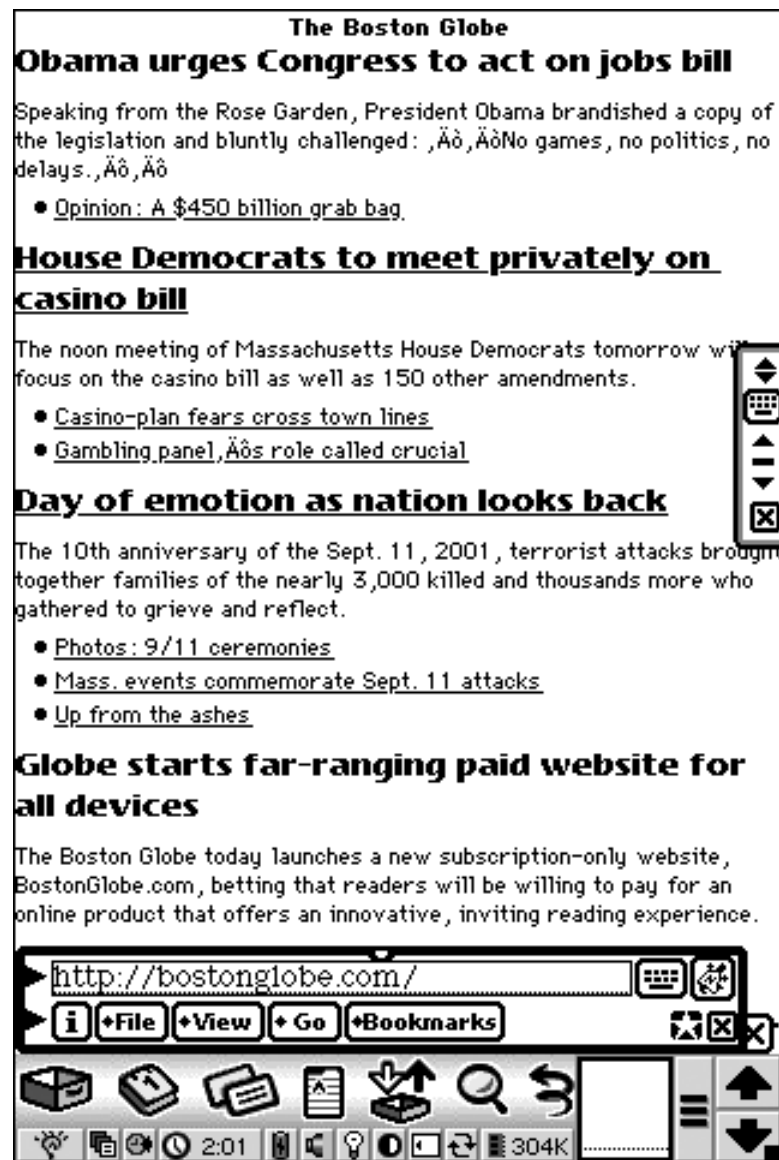 The Boston Globe
Obama urges Congress to act on jobs bill
Speaking from the Rose Garden, President Obama brandished a copy of
the legislation and bluntly challenged: ‚Äò‚ÄòNo games, no politics, no
delays.‚Äô‚Äô
Opinion: A $450 billion grab bag
House Democrats to meet privately on
casino bill
The noon meeting of Massachusetts House Democrats tomorrow will
focus on the casino bill as well as 150 other amendments.
Casino-plan fears cross town lines
Gambling panel‚Äôs role called crucial
Day of emotion as nation looks back
The 10th anniversary of the Sept. 11, 2001, terrorist attacks brought
together families of the nearly 3,000 killed and thousands more who
gathered to grieve and reflect.
Photos: 9/11 ceremonies
Mass. events commemorate Sept. 11 attacks
Up from the ashes
Globe starts far-ranging paid website for
all devices
The Boston Globe today launches a new subscription-only website,
BostonGlobe.com, betting that readers will be willing to pay for an
online product that offers an innovative, inviting reading experience.
http://bostonglobe.com/
i File View Go Bookmarks
2:01 304K